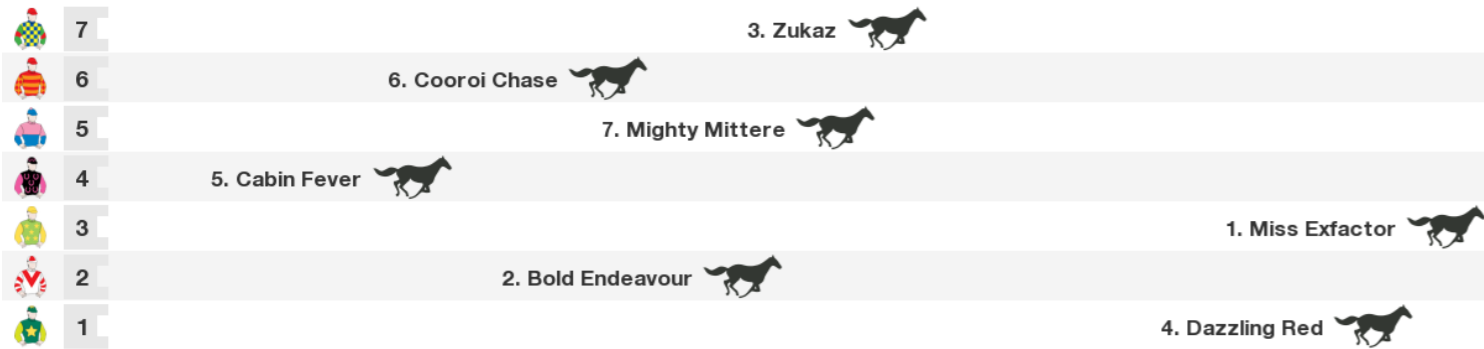 7 3. Zukaz
6 6. Cooroi Chase
5 7. Mighty Mittere
4 5. Cabin Fever
3 1. Miss Exfactor
2 2. Bold Endeavour
1 4. Dazzling Red